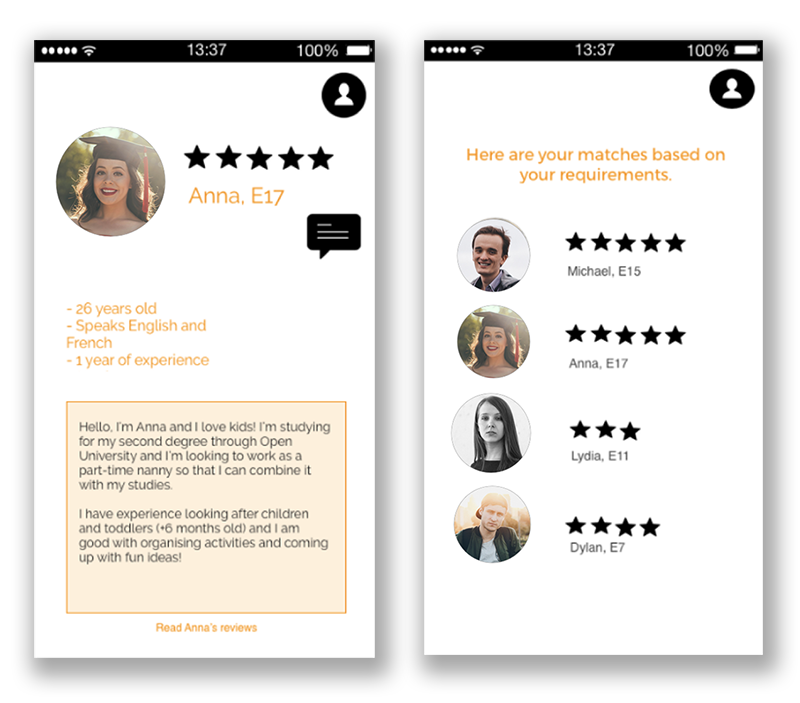 13:37
100%
Anna, E17
- 26 years old
- Speaks English and
French
- 1 year of experience
Hello, I'm Anna and I love kids! I'm studying
for my second degree through Open
University and I'm looking to work as a
part-time nanny so that I can combine it
with my studies.
I have experience looking after children
and toddlers (+6 months old) and I am
good with organising activities and coming
up with fun ideas!
Read Anna's reviews
13:37
100%
Here are your matches based on
your requirements.
Michael, E15
Anna, E17
Lydia, E11
Dylan, E7